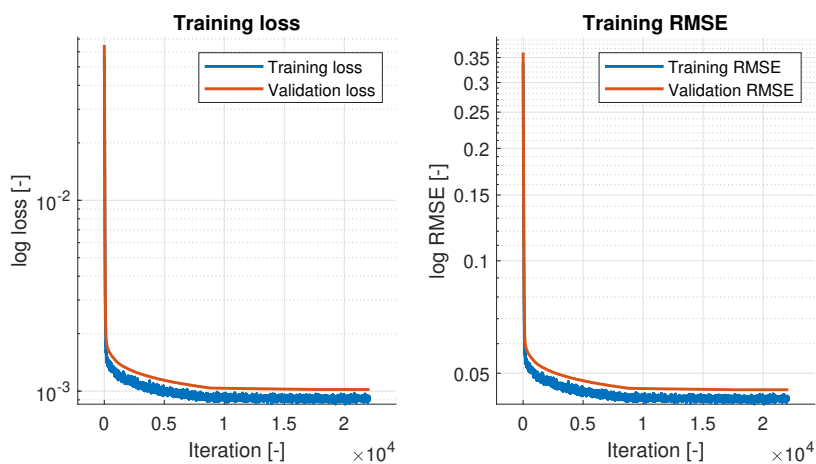 Training loss
Training loss
Validation loss
log loss [-]
10^-2
10^-3
0
0.5
1
1.5
2
×10^4
Iteration [-]
Training RMSE
Training RMSE
Validation RMSE
log RMSE [-]
0.35
0.3
0.25
0.2
0.15
0.1
0.05
0
0.5
1
1.5
2
×10^4
Iteration [-]